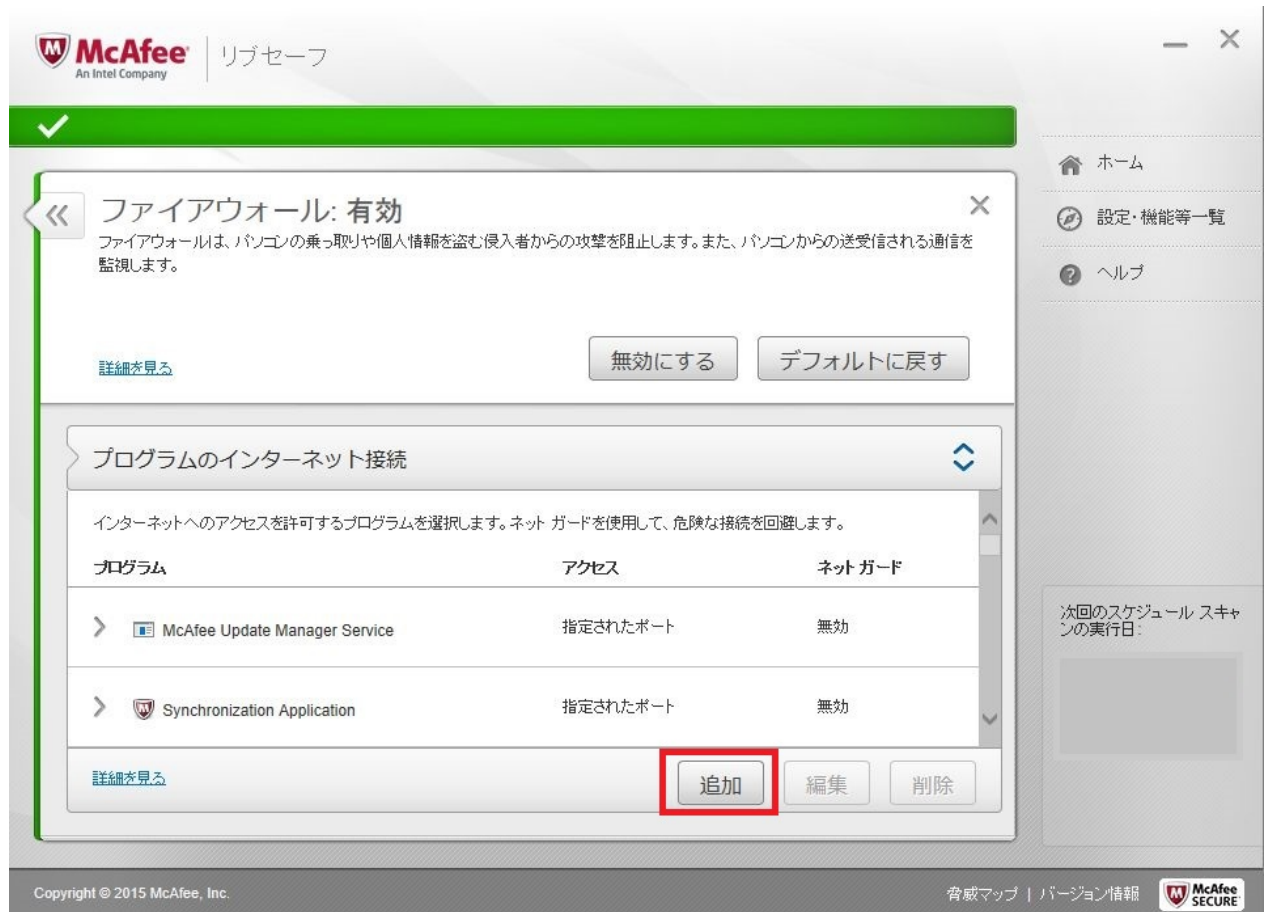 McAfee
An Intel Company
リブセーフ
ホーム
設定・機能等一覧
ヘルプ
ファイアウォール: 有効
ファイアウォールは、パソコンの乗っ取りや個人情報を盗む侵入者からの攻撃を阻止します。また、パソコンからの送受信される通信を
監視します。
詳細を見る
無効にする
デフォルトに戻す
プログラムのインターネット接続
インターネットへのアクセスを許可するプログラムを選択します。ネット ガードを使用して、危険な接続を回避します。
プログラム アクセス ネット ガード
McAfee Update Manager Service 指定されたポート 無効
Synchronization Application 指定されたポート 無効
詳細を見る
追加
編集
削除
次回のスケジュール スキャ
ンの実行日:
Copyright © 2015 McAfee, Inc.
脅威マップ | バージョン情報
McAfee
SECURE